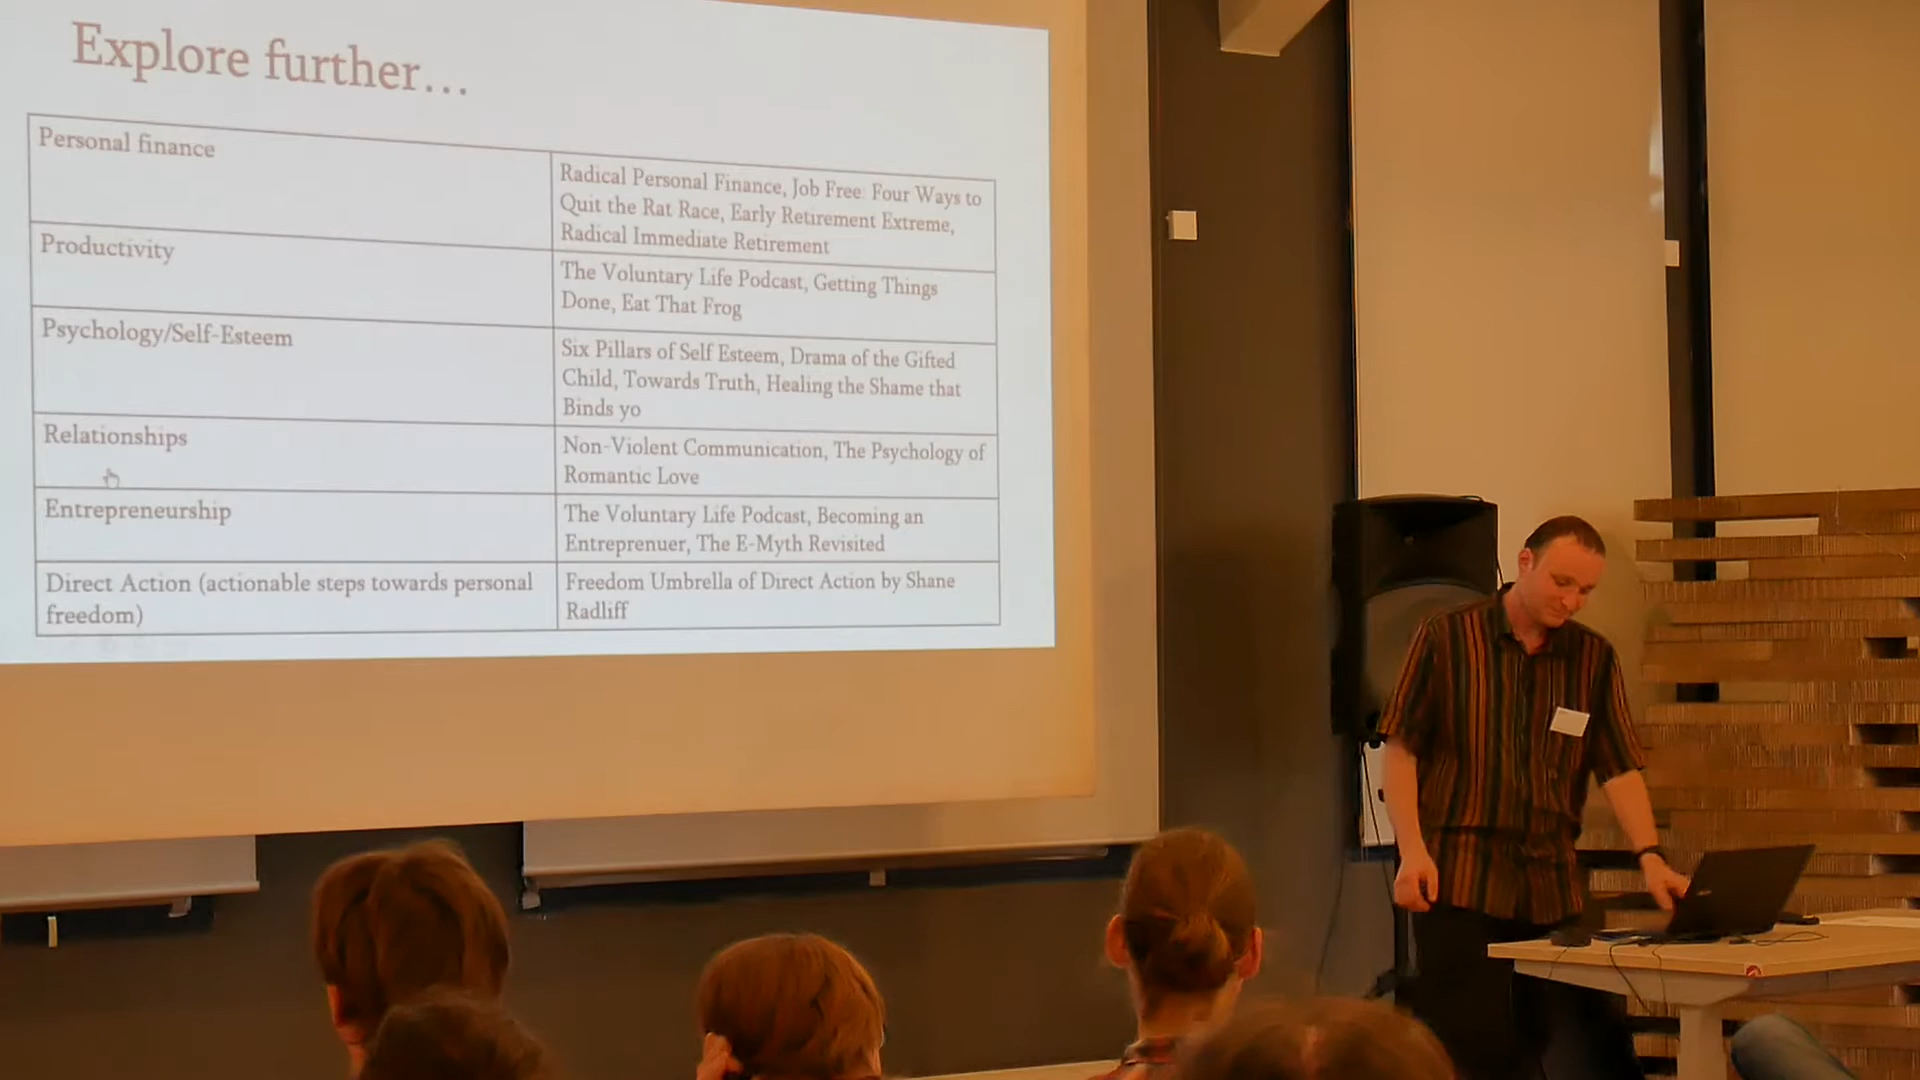 Explore further...
Personal finance
Radical Personal Finance, Job Free: Four Ways to
Quit the Rat Race, Early Retirement Extreme,
Radical Immediate Retirement
Productivity
The Voluntary Life Podcast, Getting Things
Done, Eat That Frog
Psychology/Self-Esteem
Six Pillars of Self Esteem, Drama of the Gifted
Child, Towards Truth, Healing the Shame that
Binds yo
Relationships
Non-Violent Communication, The Psychology of
Romantic Love
Entrepreneurship
The Voluntary Life Podcast, Becoming an
Entreprenuer, The E-Myth Revisited
Direct Action (actionable steps towards personal
freedom)
Freedom Umbrella of Direct Action by Shane
Radliff